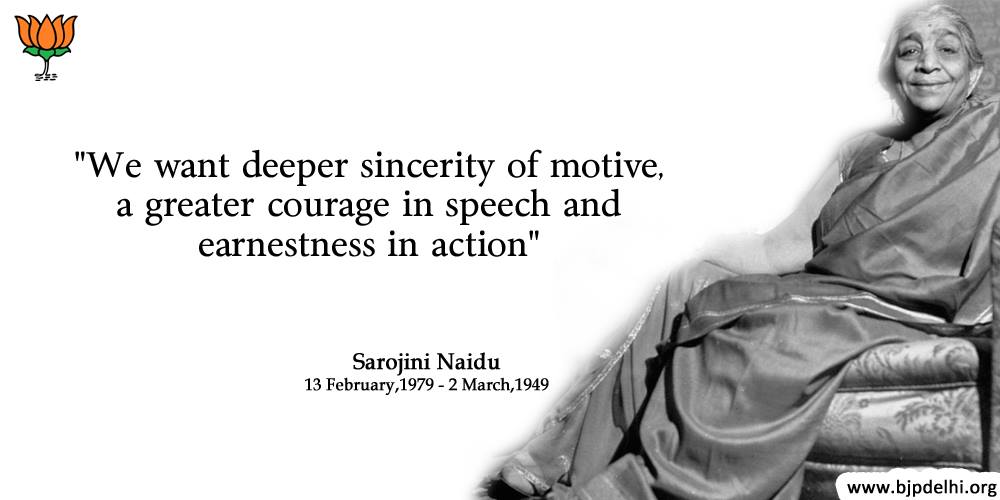 "We want deeper sincerity of motive,
a greater courage in speech and
earnestness in action"
Sarojini Naidu
13 February,1979 - 2 March,1949
www.bjpdelhi.org